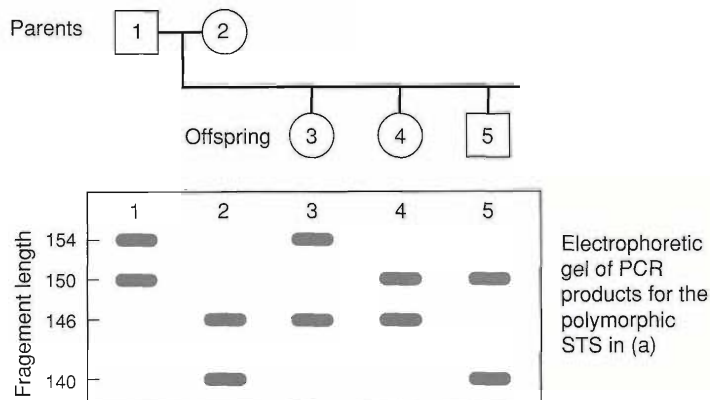 Parents 1 2
Offspring 3 4 5
1 2 3 4 5
Fragement length
154
150
146
140
Electrophoretic
gel of PCR
products for the
polymorphic
STS in (a)